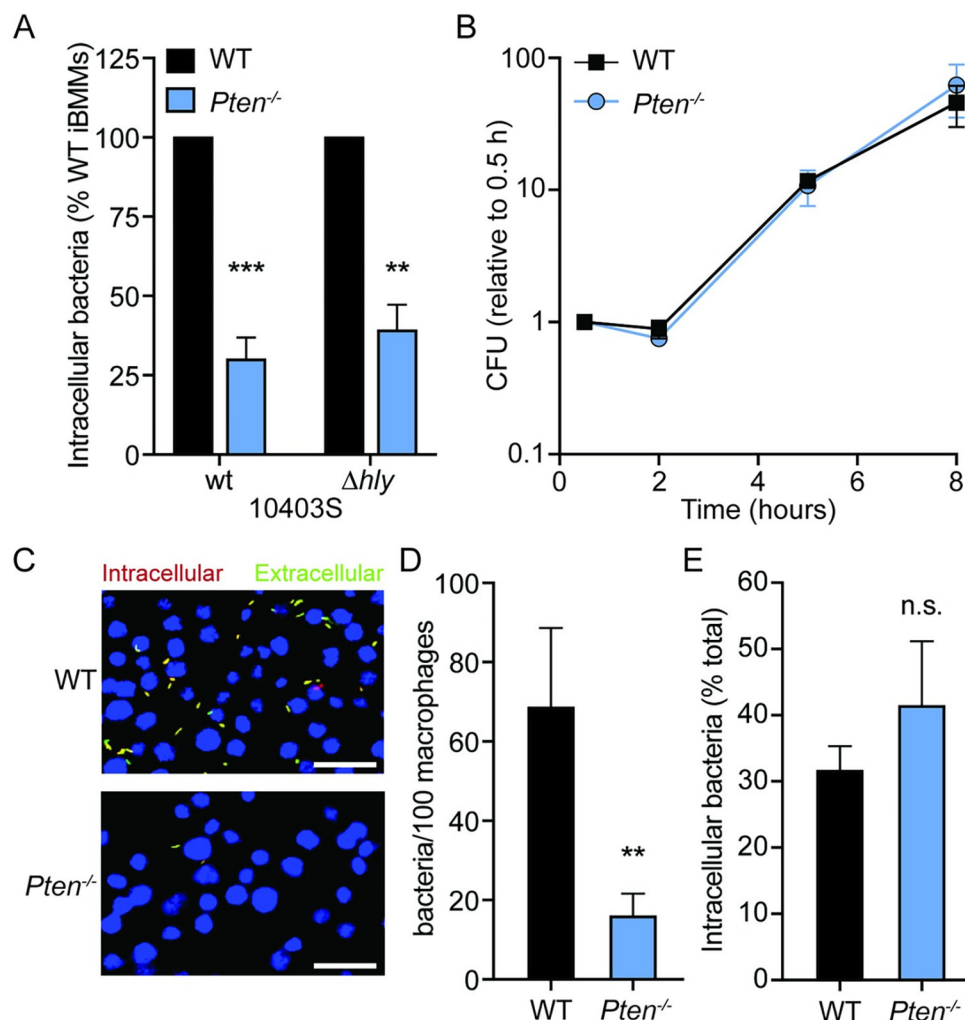 A
Intracellular bacteria (% WT iBMMs)
125
100
75
50
25
0
WT
Pten-/-
***
**
wt
Δhly
10403S
B
CFU (relative to 0.5 h)
100
10
1
0.1
WT
Pten-/-
0
2
4
6
8
Time (hours)
C
Intracellular
Extracellular
WT
Pten-/-
D
bacteria/100 macrophages
100
80
60
40
20
0
**
WT
Pten-/-
E
Intracellular bacteria (% total)
60
50
40
30
20
10
0
n.s.
WT
Pten-/-